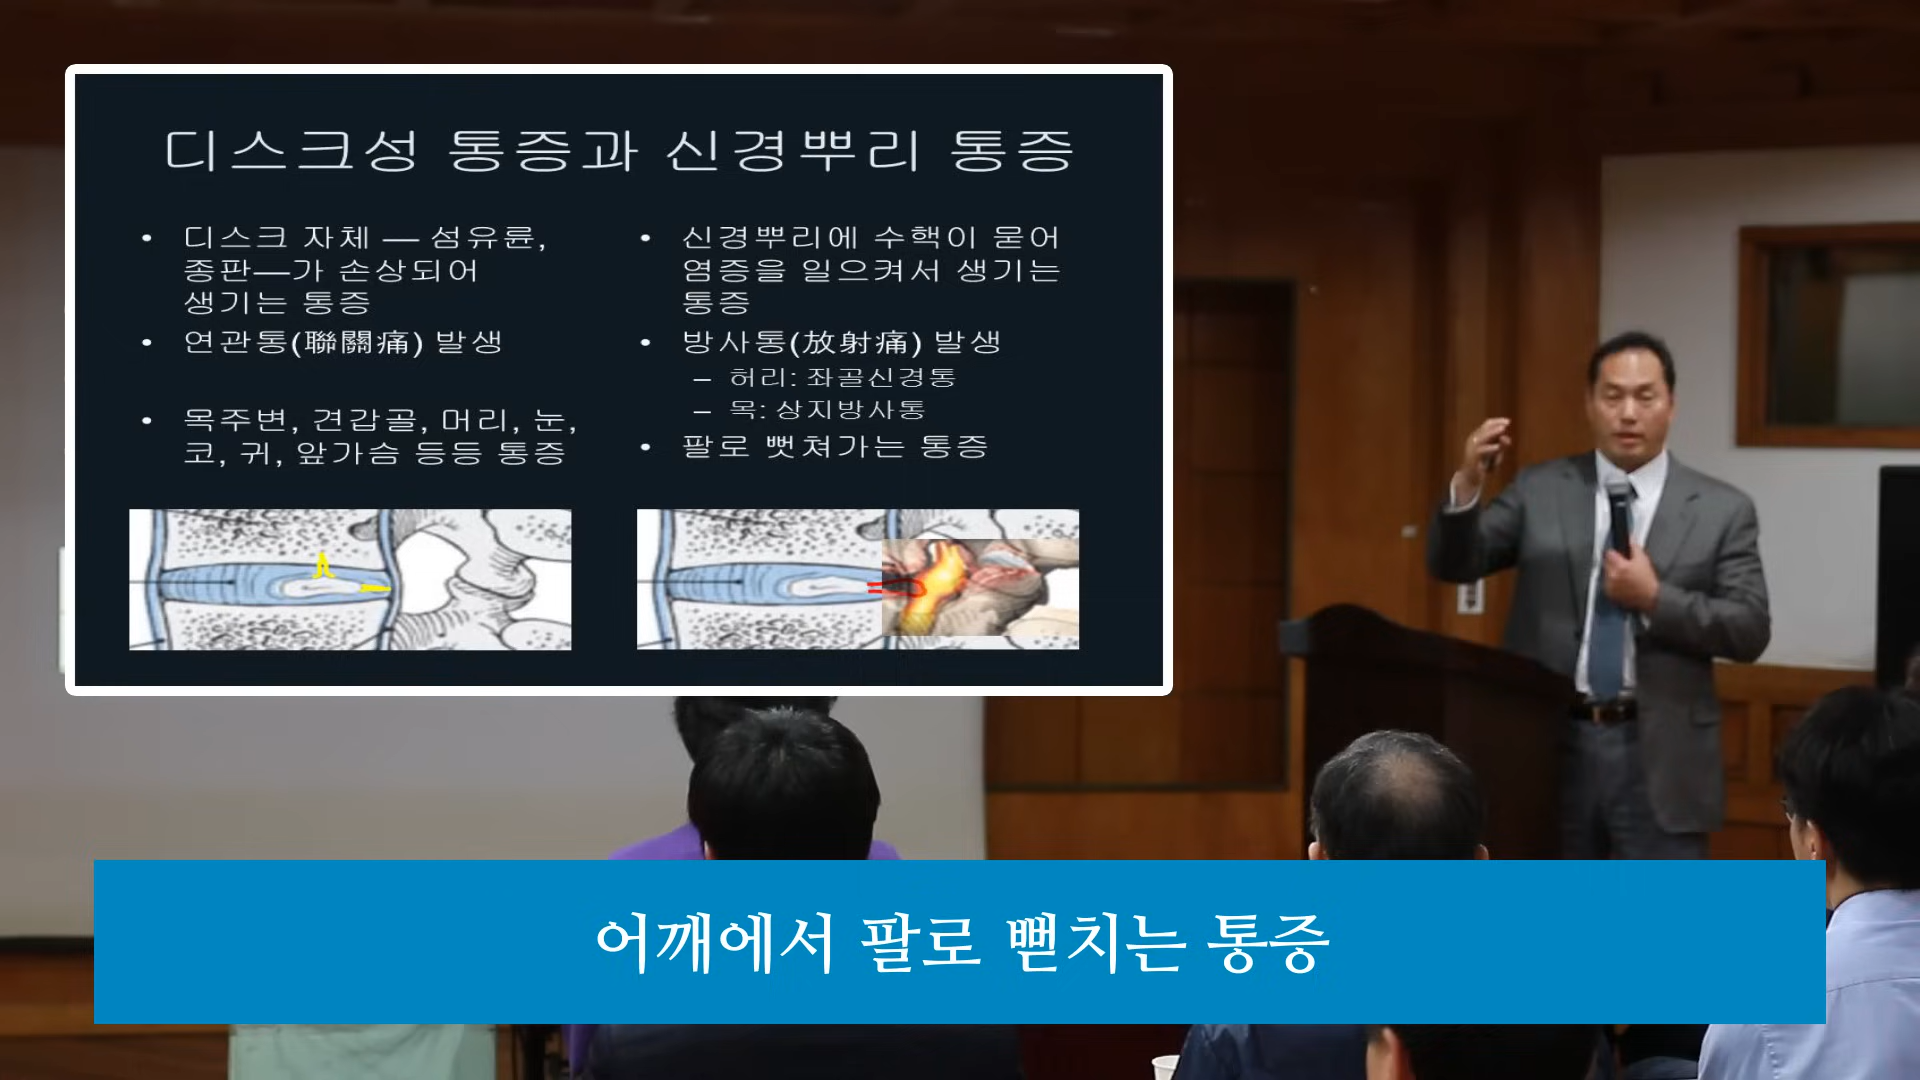 디스크성 통증과 신경뿌리 통증
• 디스크 자체 — 섬유륜,
종판—가 손상되어
생기는 통증
• 연관통(聯關痛) 발생
• 목주변, 견갑골, 머리, 눈,
코, 귀, 앞가슴 등등 통증
• 신경뿌리에 수핵이 묻어
염증을 일으켜서 생기는
통증
• 방사통(放射痛) 발생
– 허리: 좌골신경통
– 목: 상지방사통
• 팔로 뻣쳐가는 통증
어깨에서 팔로 뻗치는 통증